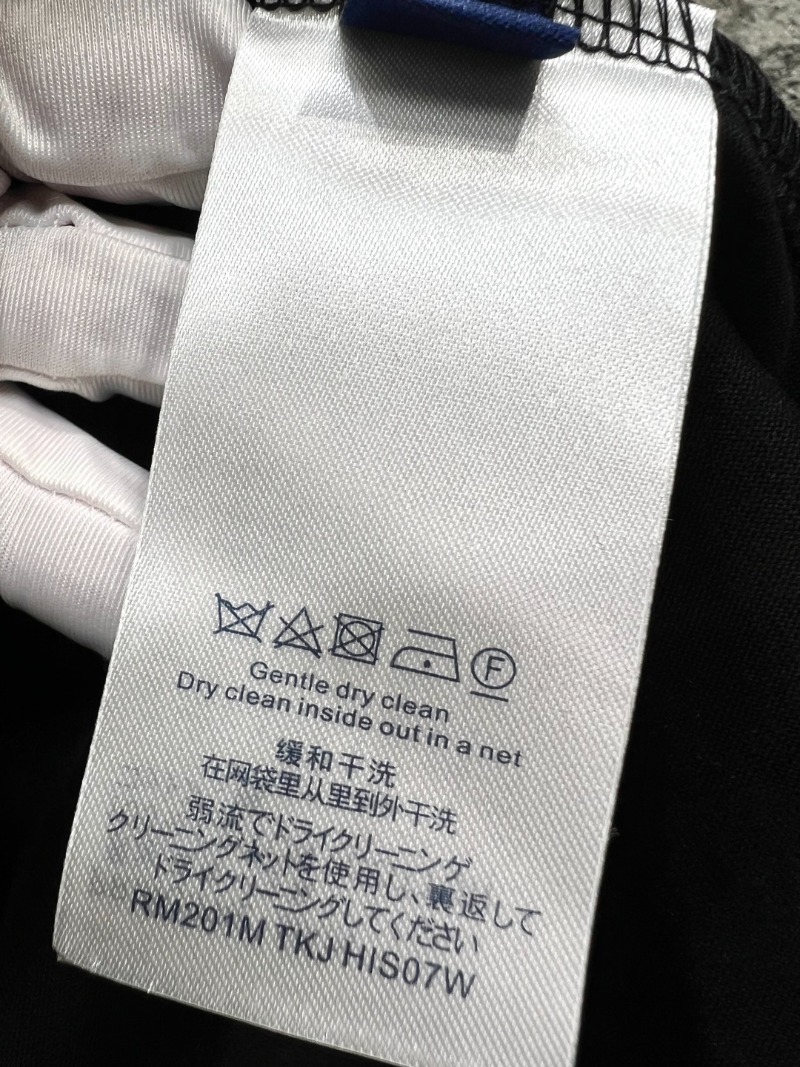 F
Gentle dry clean
Dry clean inside out in a net
缓和干洗
在网袋里从里到外干洗
弱流でドライクリーニング
クリーニングネットを使用し、裏返して
ドライクリーニングしてください
RM201M TKJ HIS07W